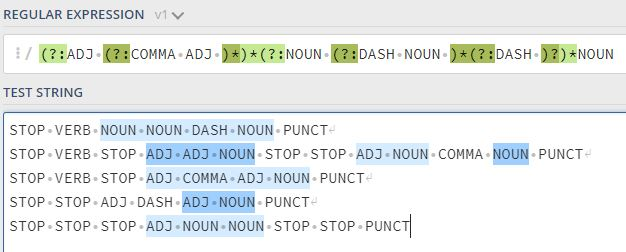 REGULAR EXPRESSION v1
/ (?:ADJ·(?:COMMA·ADJ·)*)*(?:NOUN·(?:DASH·NOUN·)*(?:DASH·)?)*NOUN
TEST STRING
STOP·VERB·NOUN·NOUN·DASH·NOUN·PUNCT↵
STOP·VERB·STOP·ADJ·ADJ·NOUN·STOP·STOP·ADJ·NOUN·COMMA·NOUN·PUNCT↵
STOP·VERB·STOP·ADJ·COMMA·ADJ·NOUN·PUNCT↵
STOP·STOP·ADJ·DASH·ADJ·NOUN·PUNCT↵
STOP·STOP·STOP·ADJ·NOUN·NOUN·STOP·STOP·PUNCT